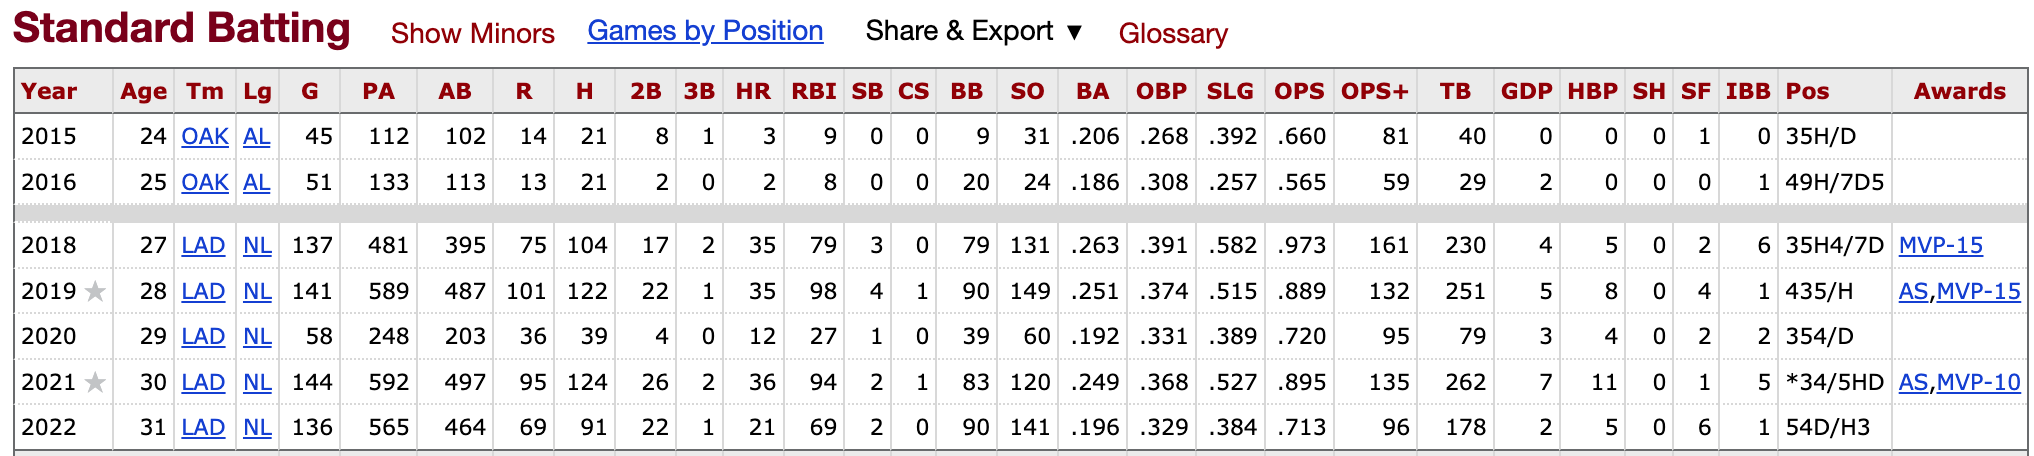 Standard Batting Show Minors Games by Position Share & Export ▼ Glossary
Year Age Tm Lg G PA AB R H 2B 3B HR RBI SB CS BB SO BA OBP SLG OPS OPS+ TB GDP HBP SH SF IBB Pos Awards
2015 24 OAK AL 45 112 102 14 21 8 1 3 9 0 0 9 31 .206 .268 .392 .660 81 40 0 0 0 1 0 35H/D
2016 25 OAK AL 51 133 113 13 21 2 0 2 8 0 0 20 24 .186 .308 .257 .565 59 29 2 0 0 0 1 49H/7D5
2018 27 LAD NL 137 481 395 75 104 17 2 35 79 3 0 79 131 .263 .391 .582 .973 161 230 4 5 0 2 6 35H4/7D MVP-15
2019 ★ 28 LAD NL 141 589 487 101 122 22 1 35 98 4 1 90 149 .251 .374 .515 .889 132 251 5 8 0 4 1 435/H AS,MVP-15
2020 29 LAD NL 58 248 203 36 39 4 0 12 27 1 0 39 60 .192 .331 .389 .720 95 79 3 4 0 2 2 354/D
2021 ★ 30 LAD NL 144 592 497 95 124 26 2 36 94 2 1 83 120 .249 .368 .527 .895 135 262 7 11 0 1 5 *34/5HD AS,MVP-10
2022 31 LAD NL 136 565 464 69 91 22 1 21 69 2 0 90 141 .196 .329 .384 .713 96 178 2 5 0 6 1 54D/H3